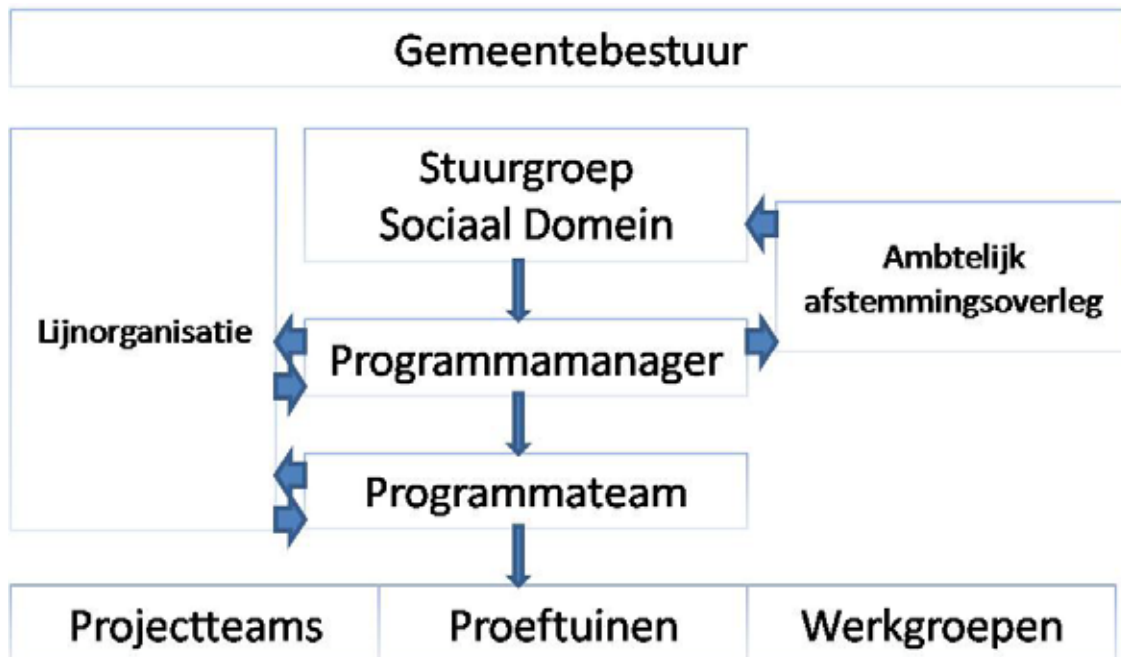 Gemeentebestuur
Stuurgroep
Sociaal Domein
Ambtelijk
afstemmingsoverleg
Lijnorganisatie
Programmamanager
Programmateam
Projectteams
Proeftuinen
Werkgroepen